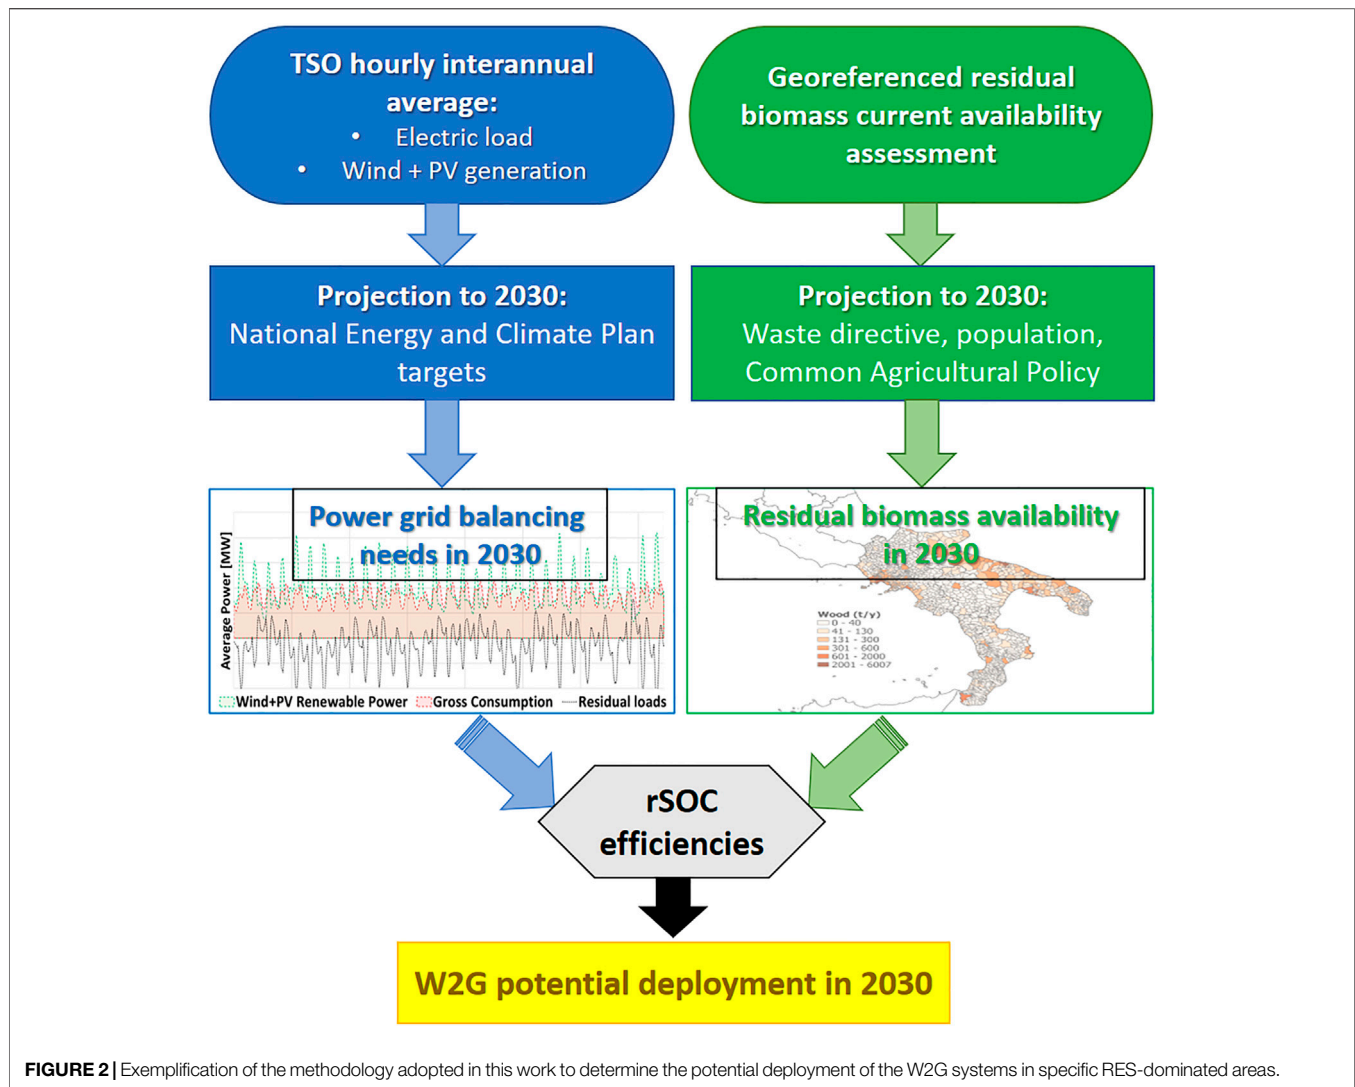 TSO hourly interannual
average:
• Electric load
• Wind + PV generation
Georeferenced residual
biomass current availability
assessment
Projection to 2030:
National Energy and Climate Plan
targets
Projection to 2030:
Waste directive, population,
Common Agricultural Policy
Power grid balancing
needs in 2030
Average Power [MW]
Wind+PV Renewable Power Gross Consumption Residual loads
Residual biomass availability
in 2030
Wood (t/y)
0 - 40
41 - 130
131 - 300
301 - 600
601 - 2000
2001 - 6007
rSOC
efficiencies
W2G potential deployment in 2030
FIGURE 2 | Exemplification of the methodology adopted in this work to determine the potential deployment of the W2G systems in specific RES-dominated areas.